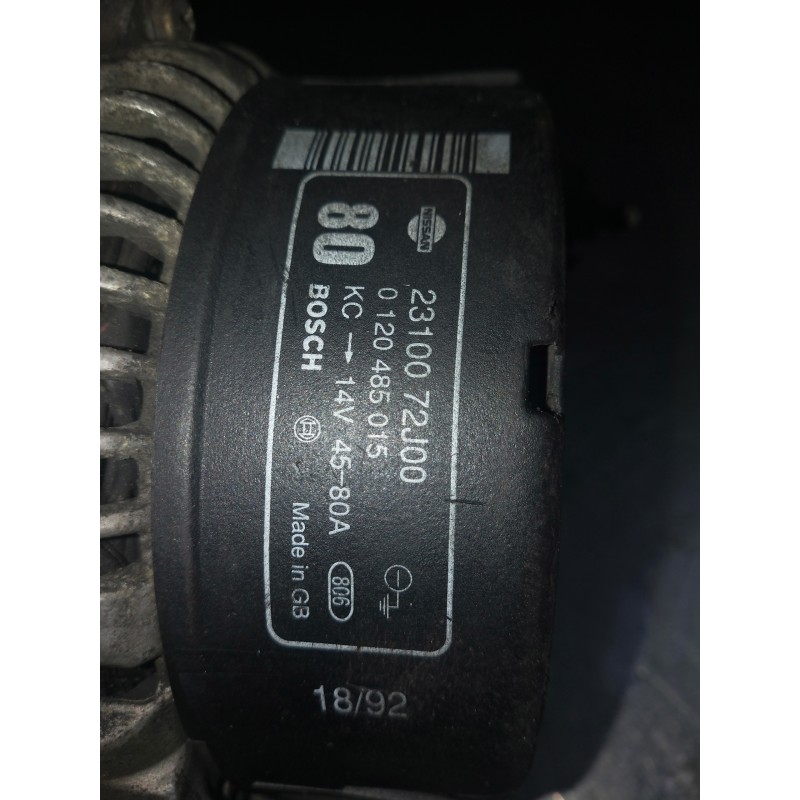 NISSAN
80
23100 72J00
0 120 485 015
KC → 14V 45-80A
BOSCH
Made in GB
806
18/92